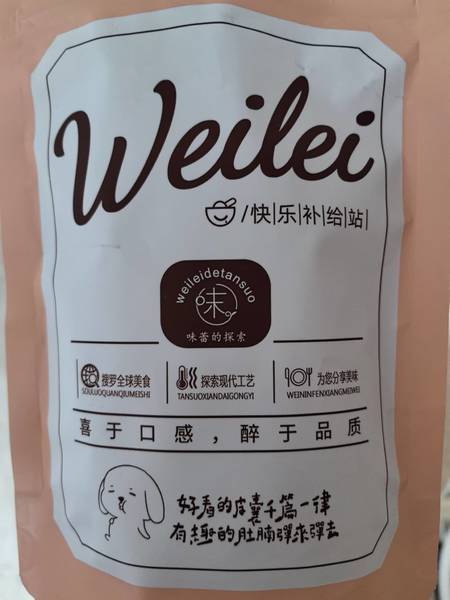 Weilei
/快|乐|补|给|站|
weileidetansuo
味
味蕾的探索
搜罗全球美食
SOULUOQUANQIUMEISHI
探索现代工艺
TANSUOXIANDAIGONGYI
为您分享美味
WEININFENXIANGMEIWEI
喜于口感，醉于品质
好看的皮囊千篇一律
有趣的肚腩弹来弹去